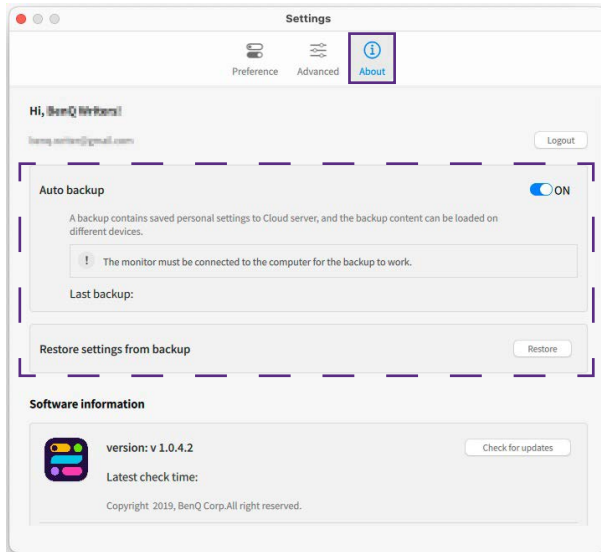 Settings
Preference Advanced About
Hi,
Logout
Auto backup ON
A backup contains saved personal settings to Cloud server, and the backup content can be loaded on
different devices.
! The monitor must be connected to the computer for the backup to work.
Last backup:
Restore settings from backup Restore
Software information
version: v 1.0.4.2 Check for updates
Latest check time:
Copyright 2019, BenQ Corp.All right reserved.